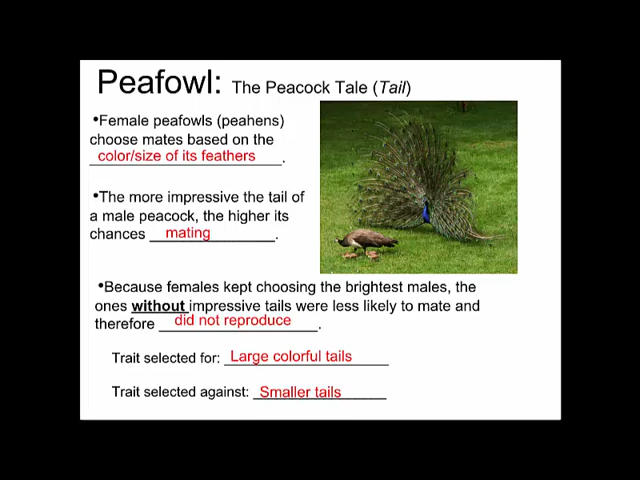 Peafowl: The Peacock Tale (Tail)
•Female peafowls (peahens)
choose mates based on the
color/size of its feathers.
•The more impressive the tail of
a male peacock, the higher its
chances mating.
•Because females kept choosing the brightest males, the
ones without impressive tails were less likely to mate and
therefore did not reproduce.
Trait selected for: Large colorful tails
Trait selected against: Smaller tails